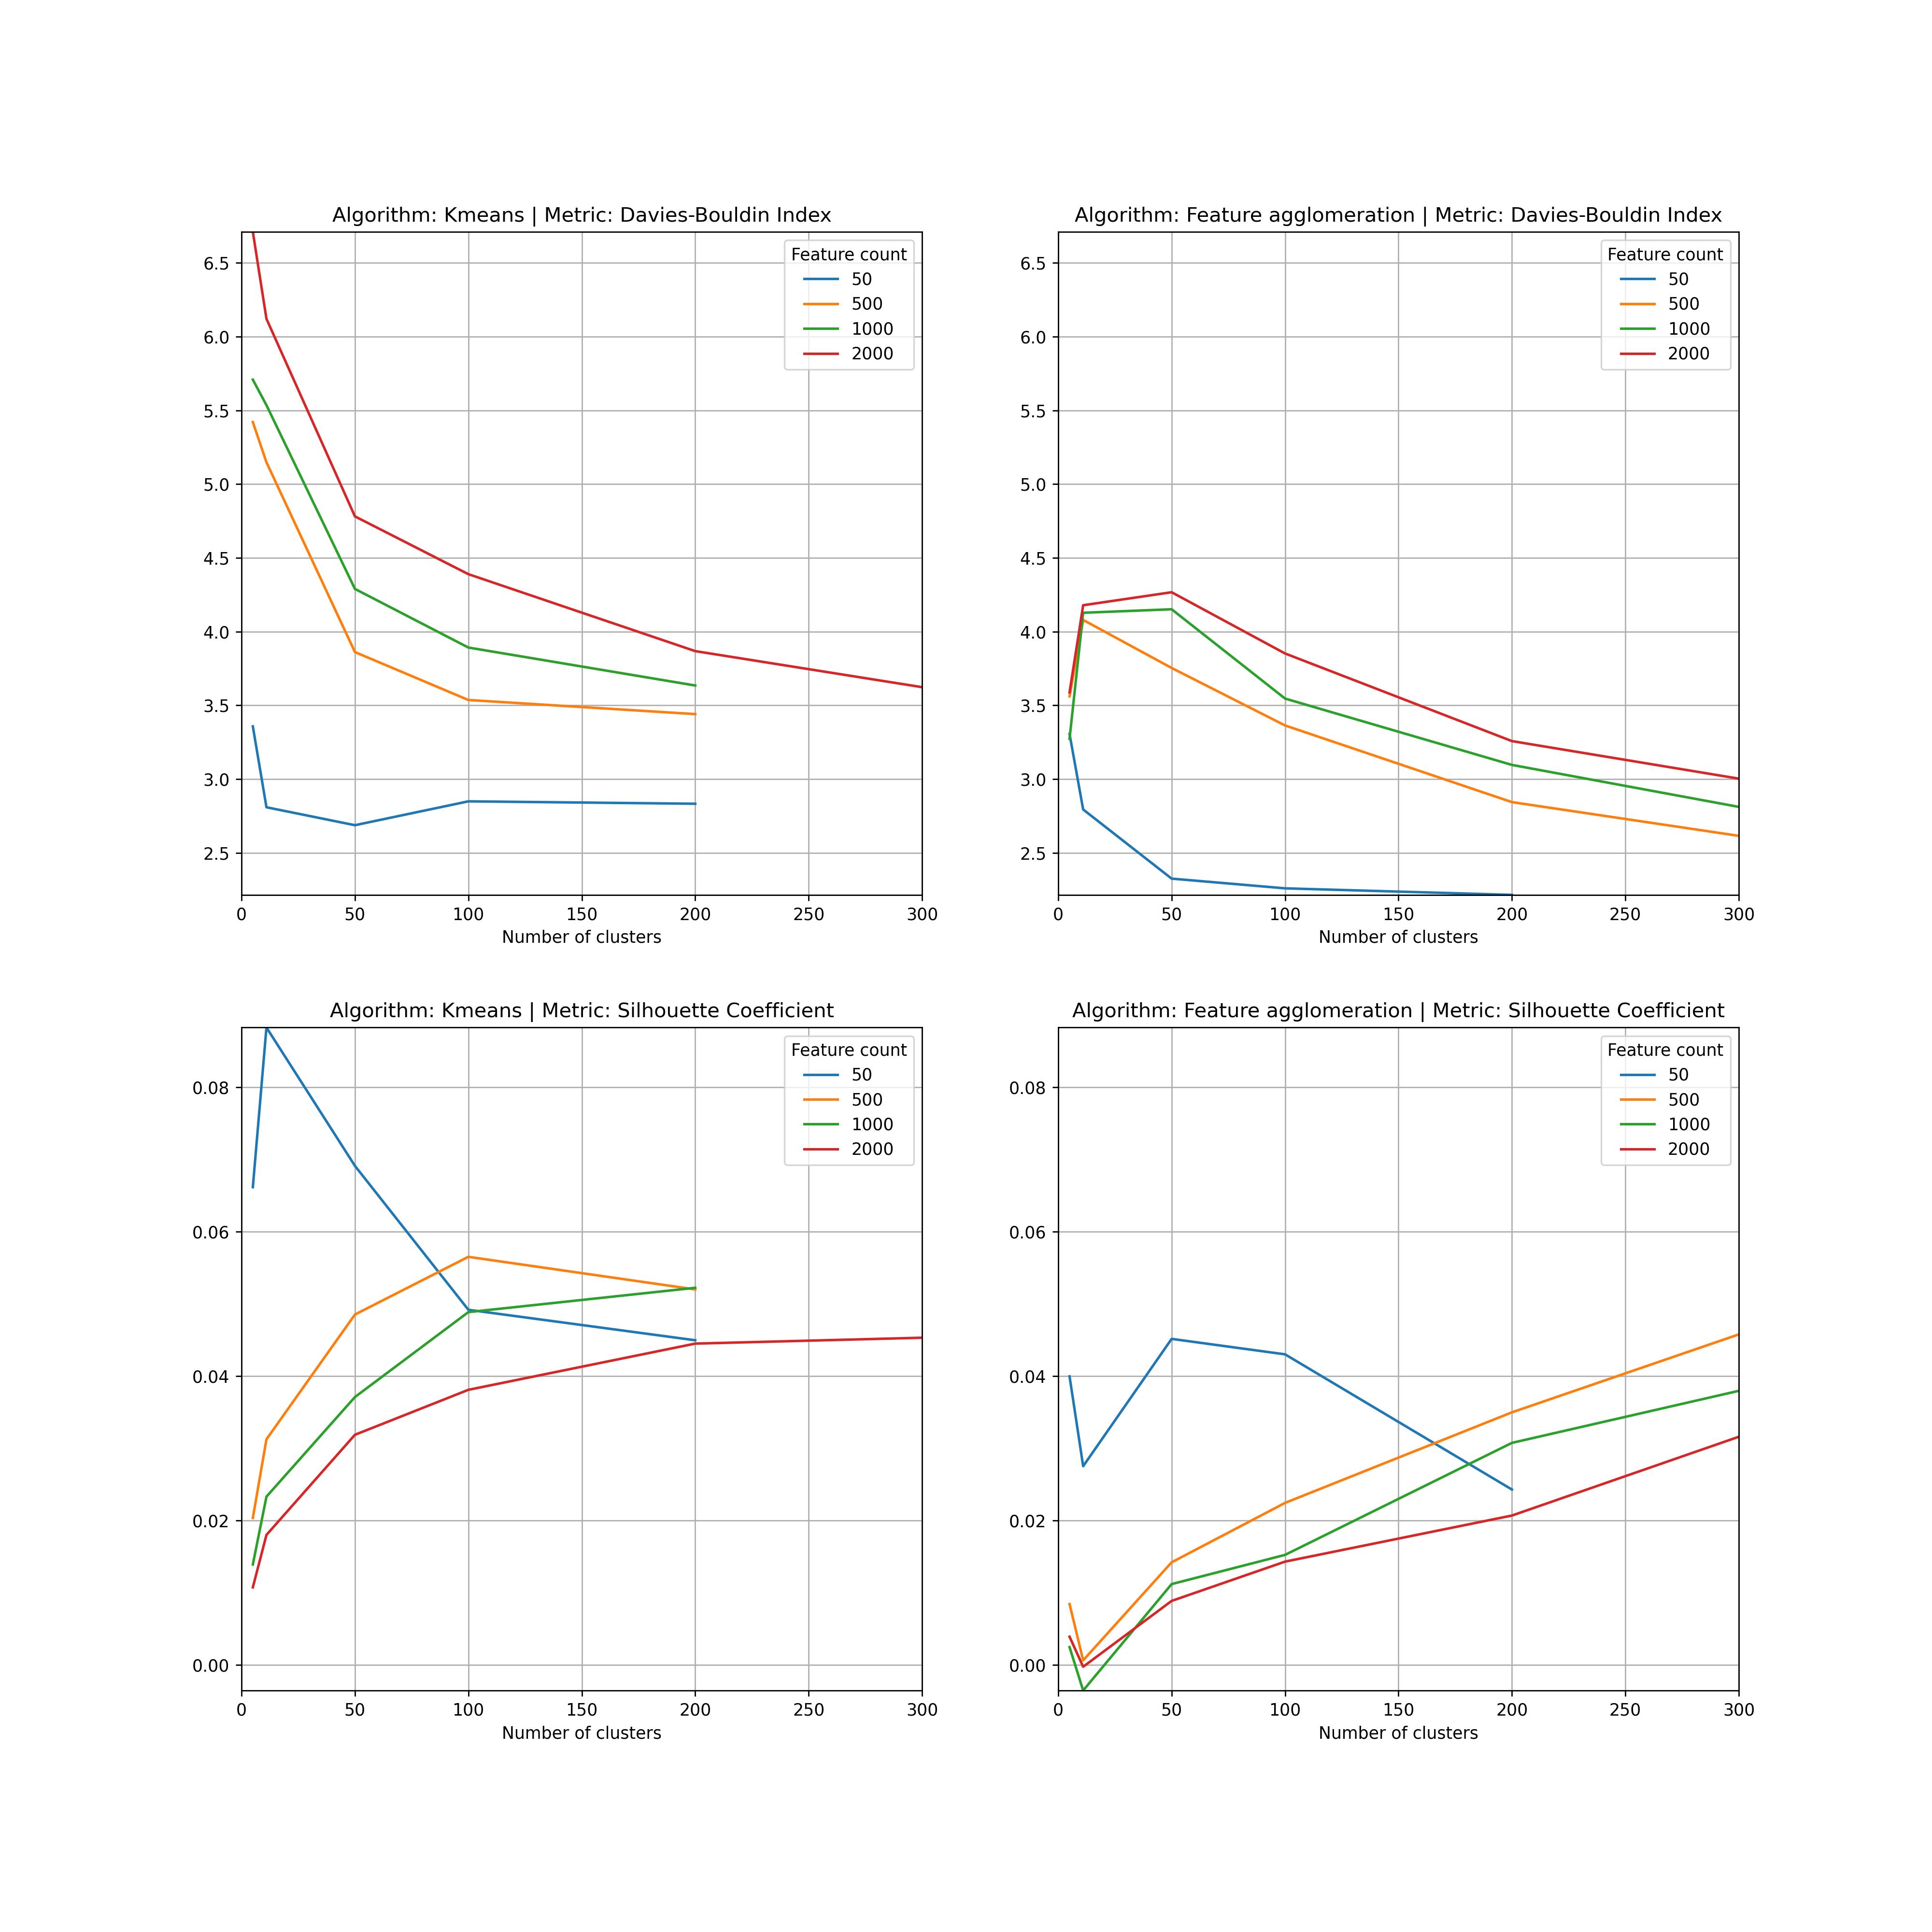 Algorithm: Kmeans | Metric: Davies-Bouldin Index
Feature count
50
500
1000
2000
6.5
6.0
5.5
5.0
4.5
4.0
3.5
3.0
2.5
0 50 100 150 200 250 300
Number of clusters
Algorithm: Feature agglomeration | Metric: Davies-Bouldin Index
Feature count
50
500
1000
2000
6.5
6.0
5.5
5.0
4.5
4.0
3.5
3.0
2.5
0 50 100 150 200 250 300
Number of clusters
Algorithm: Kmeans | Metric: Silhouette Coefficient
Feature count
50
500
1000
2000
0.08
0.06
0.04
0.02
0.00
0 50 100 150 200 250 300
Number of clusters
Algorithm: Feature agglomeration | Metric: Silhouette Coefficient
Feature count
50
500
1000
2000
0.08
0.06
0.04
0.02
0.00
0 50 100 150 200 250 300
Number of clusters